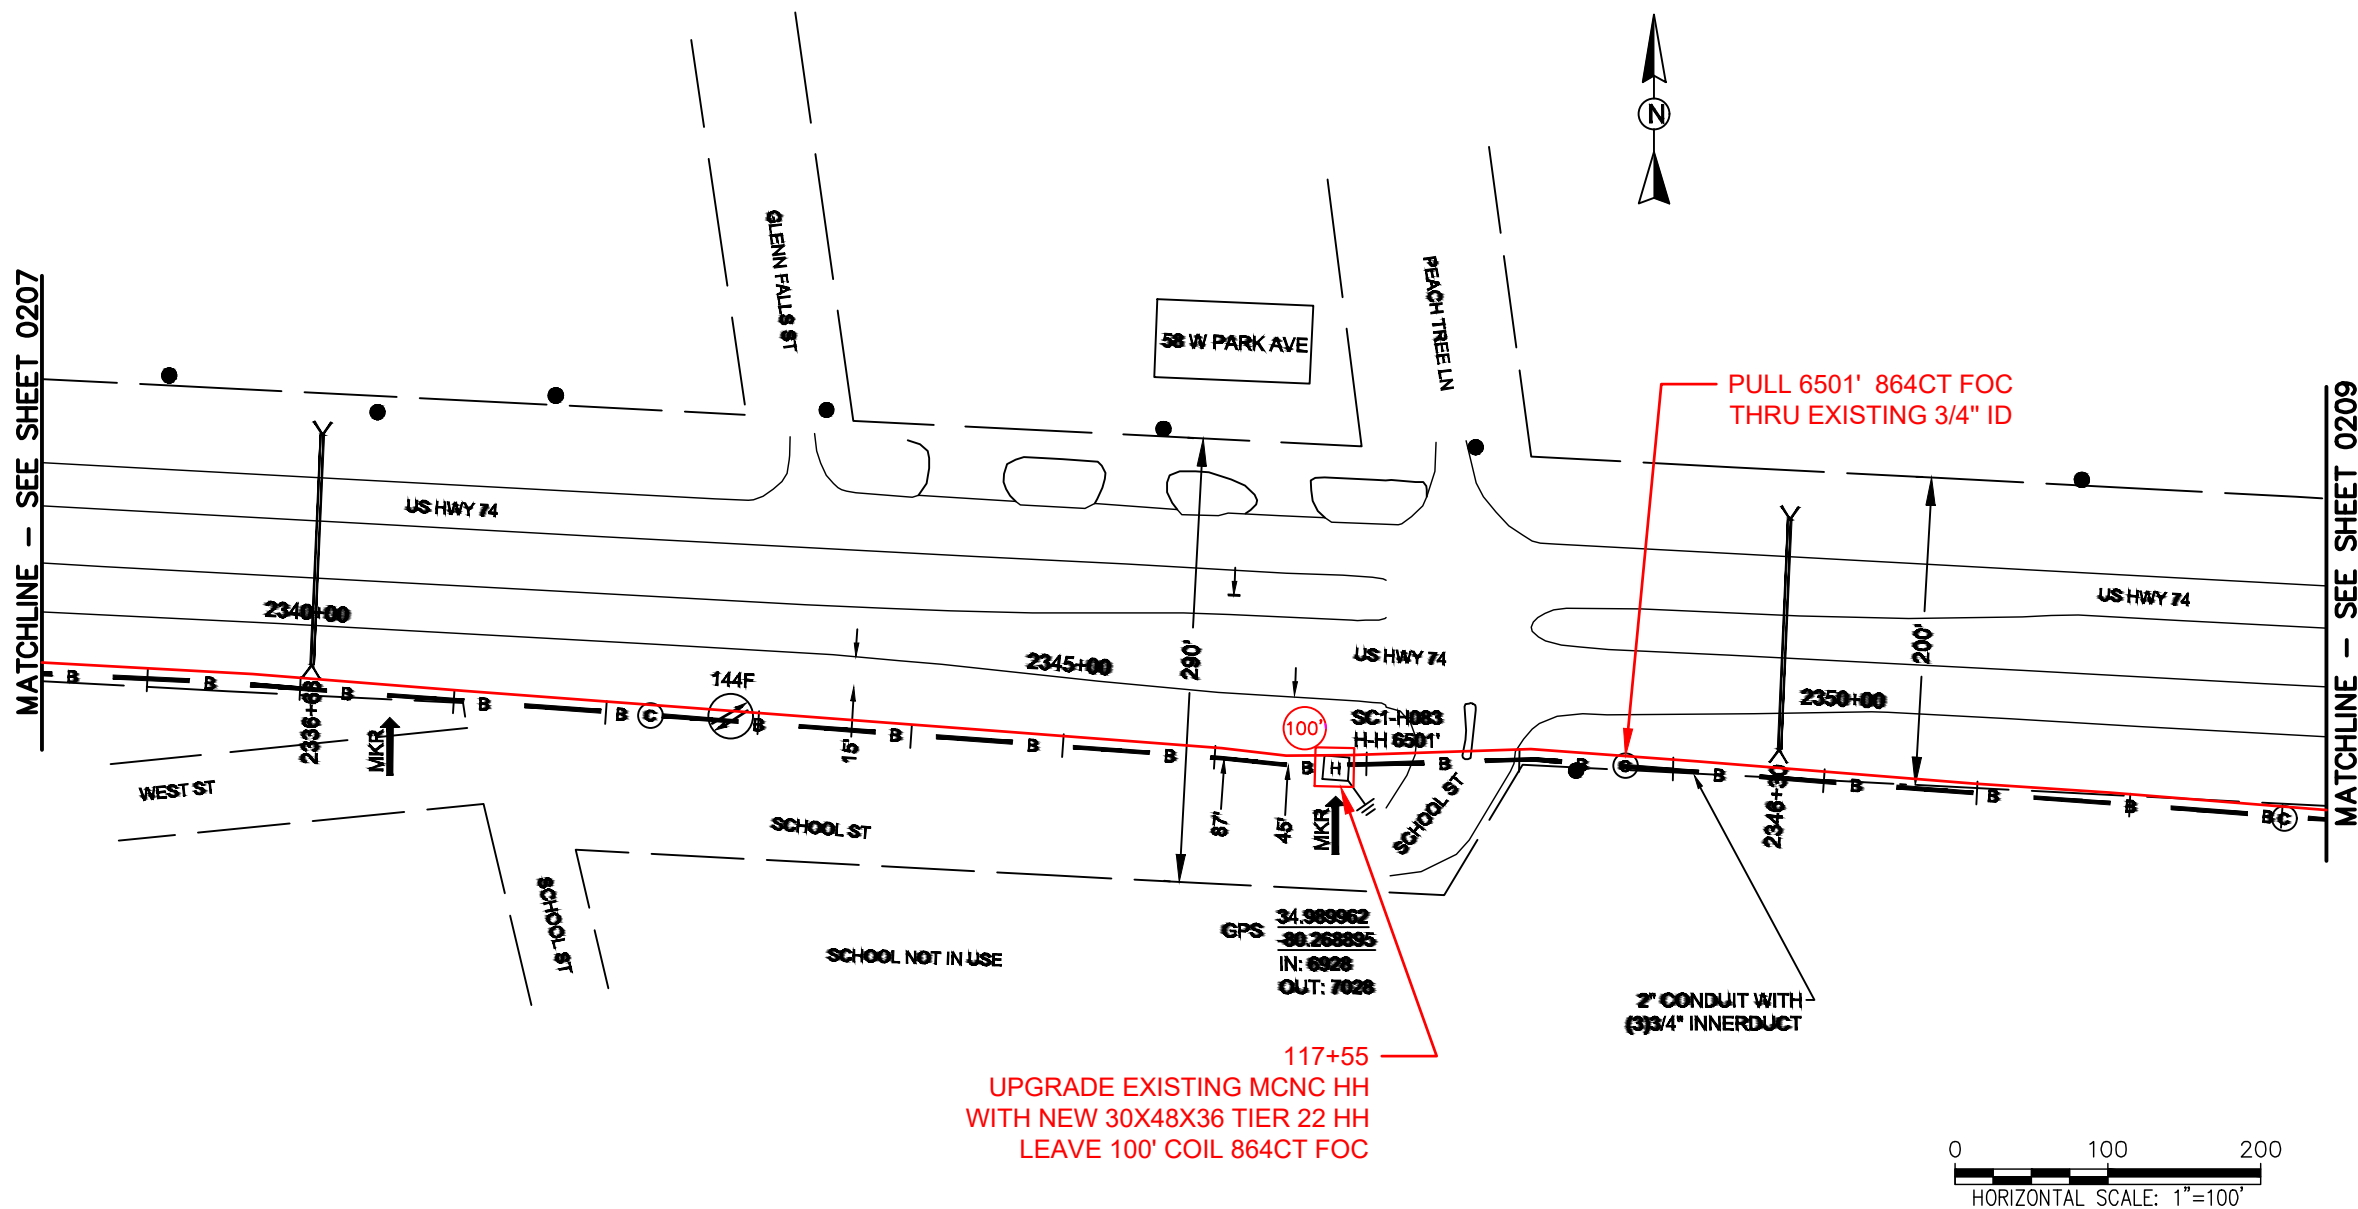 N
MATCHLINE - SEE SHEET 0207
GLENN FALLS ST
58 W PARK AVE
PEACH TREE LN
PULL 6501' 864CT FOC
THRU EXISTING 3/4" ID
MATCHLINE - SEE SHEET 0209
US HWY 74
US HWY 74
2340+00
2345+00
290'
US HWY 74
200'
2350+00
B
B
B
B
B
C
144F
B
B
B
B
B
100'
SC1-H083
H-H 6501'
H
B
B
C
B
B
B
B
B
C
2336+68
MKR
15'
87'
45'
MKR
SCHOOL ST
2346+30
WEST ST
SCHOOL ST
SCHOOL ST
SCHOOL NOT IN USE
GPS
34.989962
-80.268895
IN: 6928
OUT: 7028
2" CONDUIT WITH
(3)3/4" INNERDUCT
117+55
UPGRADE EXISTING MCNC HH
WITH NEW 30X48X36 TIER 22 HH
LEAVE 100' COIL 864CT FOC
0 100 200
HORIZONTAL SCALE: 1"=100'